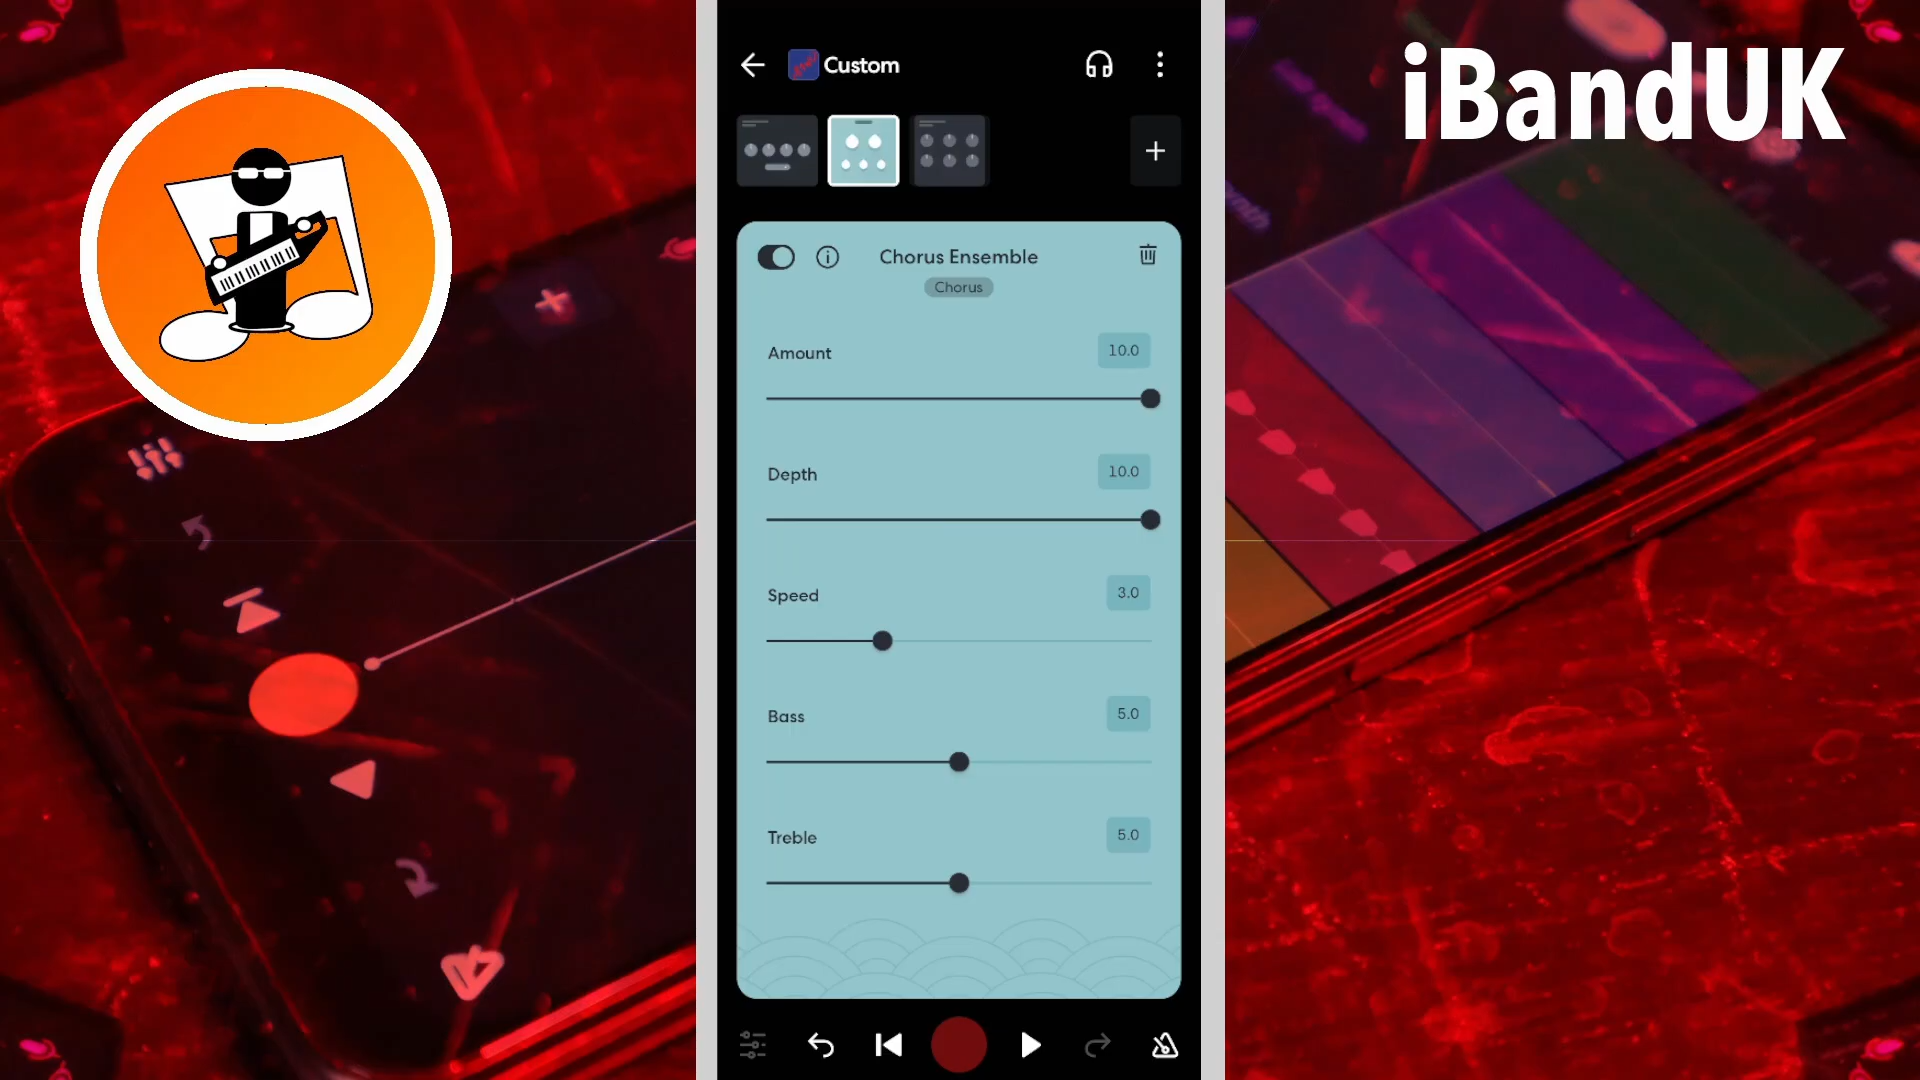 iBandUK
Custom
Chorus Ensemble
Chorus
Amount
10.0
Depth
10.0
Speed
3.0
Bass
5.0
Treble
5.0